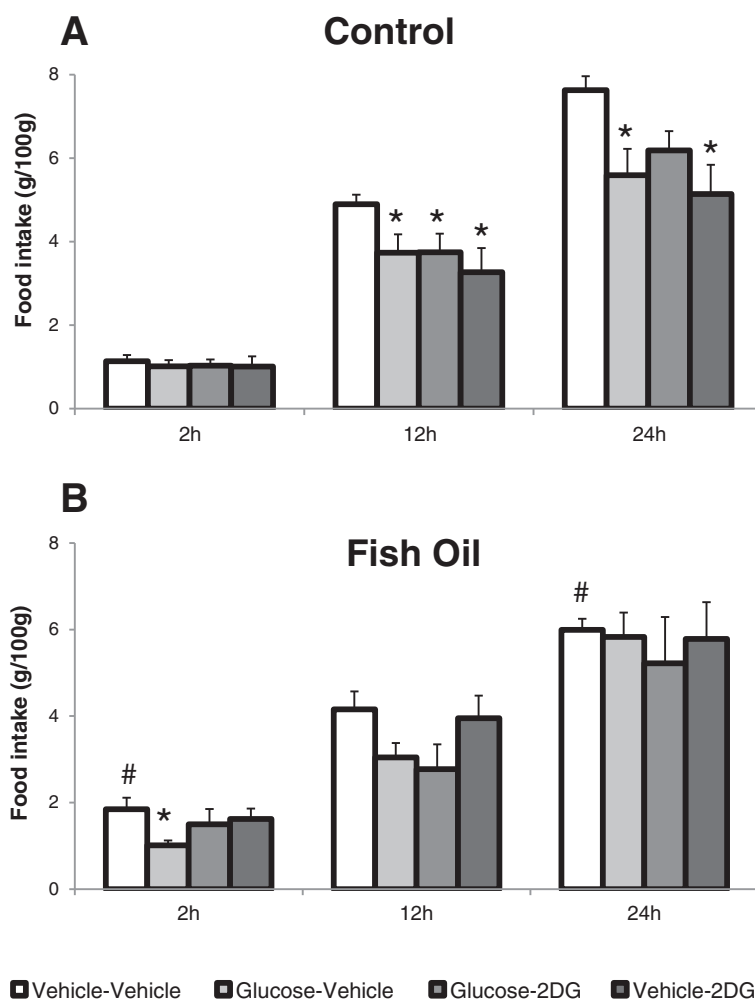 A
Control
Food intake (g/100g)
8
6
4
2
0
*
*
*
*
*
2h
12h
24h
B
Fish Oil
Food intake (g/100g)
8
6
4
2
0
#
*
#
2h
12h
24h
Vehicle-Vehicle Glucose-Vehicle Glucose-2DG Vehicle-2DG